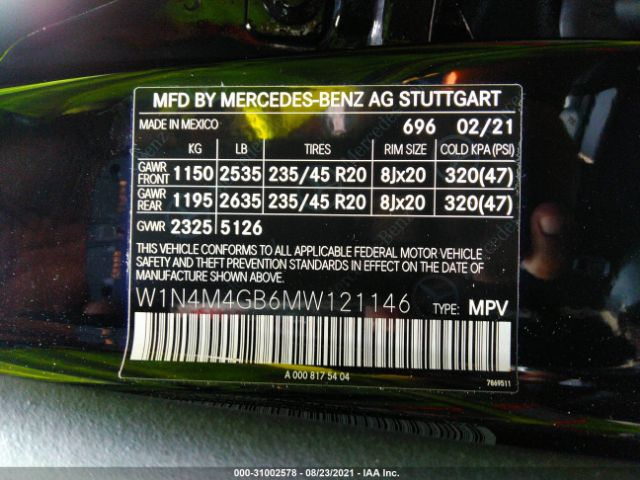 MFD BY MERCEDES-BENZ AG STUTTGART
MADE IN MEXICO 696 02/21
KG LB TIRES RIM SIZE COLD KPA(PSI)
GAWR FRONT 1150 2535 235/45 R20 8Jx20 320(47)
GAWR REAR 1195 2635 235/45 R20 8Jx20 320(47)
GVWR 2325 5126
THIS VEHICLE CONFORMS TO ALL APPLICABLE FEDERAL MOTOR VEHICLE
SAFETY AND THEFT PREVENTION STANDARDS IN EFFECT ON THE DATE
OF MANUFACTURE SHOWN ABOVE.
W1N4M4GB6MW121146 TYPE: MPV
A 000 817 54 04
7869511
000-31002578 - 08/23/2021 - IAA Inc.